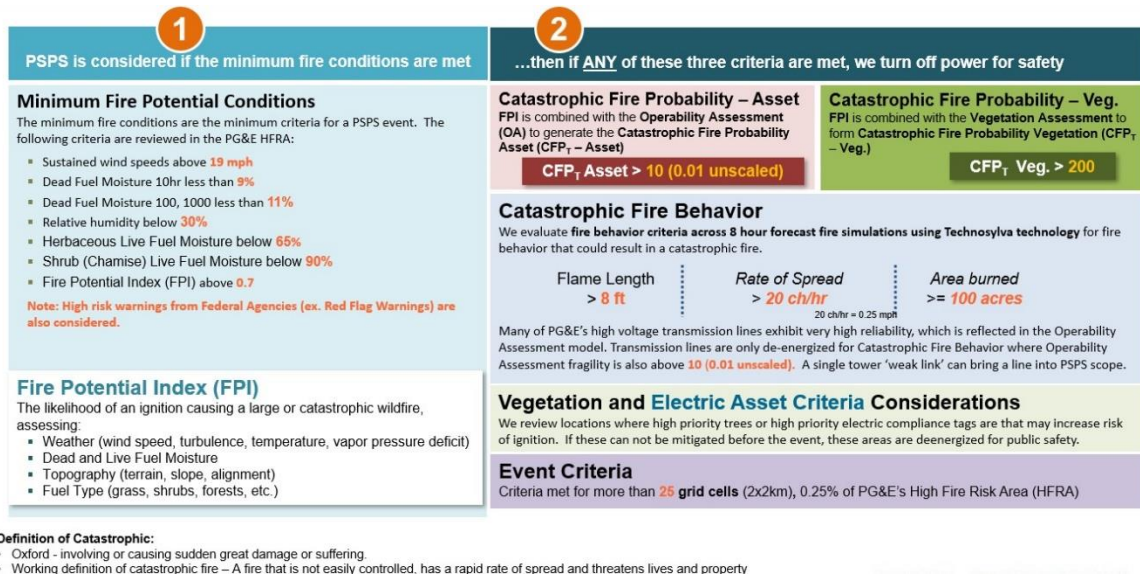 1
PSPS is considered if the minimum fire conditions are met
Minimum Fire Potential Conditions
The minimum fire conditions are the minimum criteria for a PSPS event. The
following criteria are reviewed in the PG&E HFRA:
▪ Sustained wind speeds above 19 mph
▪ Dead Fuel Moisture 10hr less than 9%
▪ Dead Fuel Moisture 100, 1000 less than 11%
▪ Relative humidity below 30%
▪ Herbaceous Live Fuel Moisture below 65%
▪ Shrub (Chamise) Live Fuel Moisture below 90%
▪ Fire Potential Index (FPI) above 0.7
Note: High risk warnings from Federal Agencies (ex. Red Flag Warnings) are
also considered.
Fire Potential Index (FPI)
The likelihood of an ignition causing a large or catastrophic wildfire,
assessing:
▪ Weather (wind speed, turbulence, temperature, vapor pressure deficit)
▪ Dead and Live Fuel Moisture
▪ Topography (terrain, slope, alignment)
▪ Fuel Type (grass, shrubs, forests, etc.)
2
…then if ANY of these three criteria are met, we turn off power for safety
Catastrophic Fire Probability – Asset
FPI is combined with the Operability Assessment
(OA) to generate the Catastrophic Fire Probability
Asset (CFPT – Asset)
CFPT Asset > 10 (0.01 unscaled)
Catastrophic Fire Probability – Veg.
FPI is combined with the Vegetation Assessment to
form Catastrophic Fire Probability Vegetation (CFPT
– Veg.)
CFPT Veg. > 200
Catastrophic Fire Behavior
We evaluate fire behavior criteria across 8 hour forecast fire simulations using Technosylva technology for fire
behavior that could result in a catastrophic fire.
Flame Length
> 8 ft
Rate of Spread
> 20 ch/hr
20 ch/hr = 0.25 mph
Area burned
>= 100 acres
Many of PG&E's high voltage transmission lines exhibit very high reliability, which is reflected in the Operability
Assessment model. Transmission lines are only de-energized for Catastrophic Fire Behavior where Operability
Assessment fragility is also above 10 (0.01 unscaled). A single tower 'weak link' can bring a line into PSPS scope.
Vegetation and Electric Asset Criteria Considerations
We review locations where high priority trees or high priority electric compliance tags are that may increase risk
of ignition. If these can not be mitigated before the event, these areas are deenergized for public safety.
Event Criteria
Criteria met for more than 25 grid cells (2x2km), 0.25% of PG&E's High Fire Risk Area (HFRA)
Definition of Catastrophic:
Oxford - involving or causing sudden great damage or suffering.
Working definition of catastrophic fire – A fire that is not easily controlled, has a rapid rate of spread and threatens lives and property